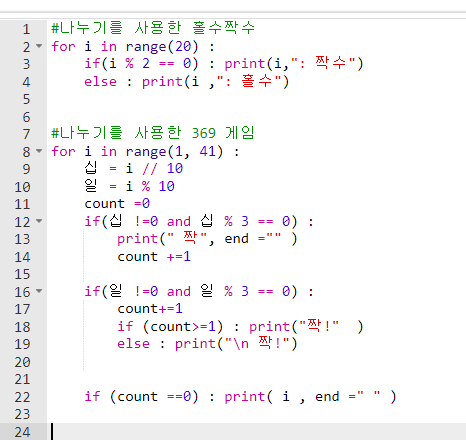 1 #나누기를 사용한 홀수짝수
2 for i in range(20) :
3     if(i % 2 == 0) : print(i,": 짝수")
4     else : print(i ,": 홀수")
5
6
7 #나누기를 사용한 369 게임
8 for i in range(1, 41) :
9     십 = i // 10
10     일 = i % 10
11     count =0
12     if(십 !=0 and 십 % 3 == 0) :
13         print(" 짝", end ="" )
14         count +=1
15
16     if(일 !=0 and 일 % 3 == 0) :
17         count+=1
18         if (count>=1) : print("짝!"  )
19         else : print("\n 짝!")
20
21
22     if (count ==0) : print( i , end =" " )
23
24